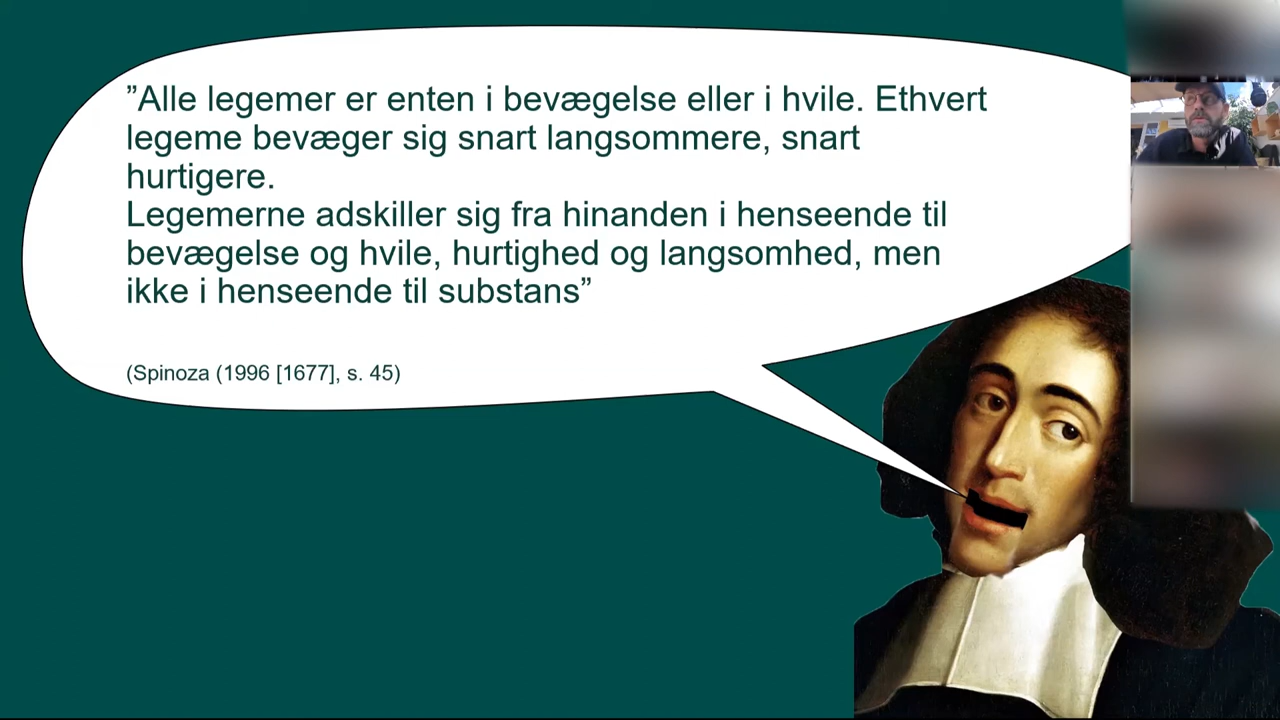 ”Alle legemer er enten i bevægelse eller i hvile. Ethvert
legeme bevæger sig snart langsommere, snart
hurtigere.
Legemerne adskiller sig fra hinanden i henseende til
bevægelse og hvile, hurtighed og langsomhed, men
ikke i henseende til substans”
(Spinoza (1996 [1677], s. 45)